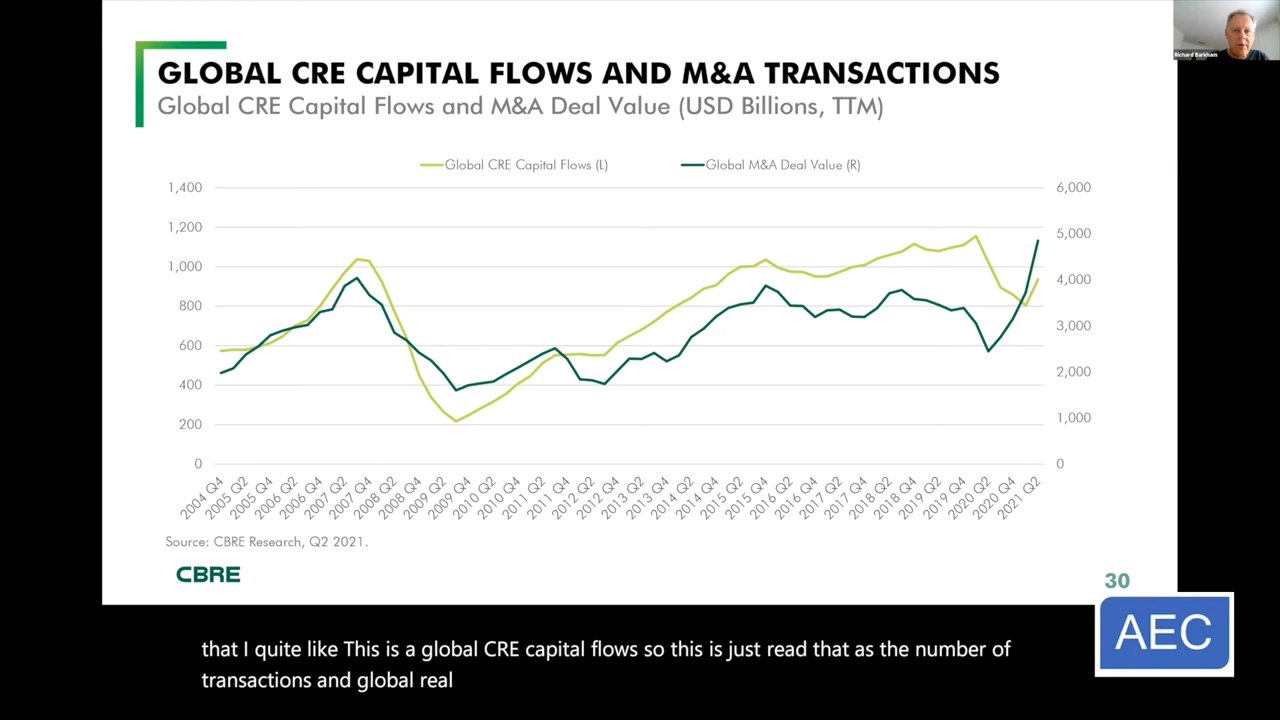 Richard Barkham
GLOBAL CRE CAPITAL FLOWS AND M&A TRANSACTIONS
Global CRE Capital Flows and M&A Deal Value (USD Billions, TTM)
Global CRE Capital Flows (L)
Global M&A Deal Value (R)
1,400
1,200
1,000
800
600
400
200
0
6,000
5,000
4,000
3,000
2,000
1,000
0
2004 Q4
2005 Q2
2005 Q4
2006 Q2
2006 Q4
2007 Q2
2007 Q4
2008 Q2
2008 Q4
2009 Q2
2009 Q4
2010 Q2
2010 Q4
2011 Q2
2011 Q4
2012 Q2
2012 Q4
2013 Q2
2013 Q4
2014 Q2
2014 Q4
2015 Q2
2015 Q4
2016 Q2
2016 Q4
2017 Q2
2017 Q4
2018 Q2
2018 Q4
2019 Q2
2019 Q4
2020 Q2
2020 Q4
2021 Q2
Source: CBRE Research, Q2 2021.
CBRE
30
AEC
that I quite like This is a global CRE capital flows so this is just read that as the number of
transactions and global real